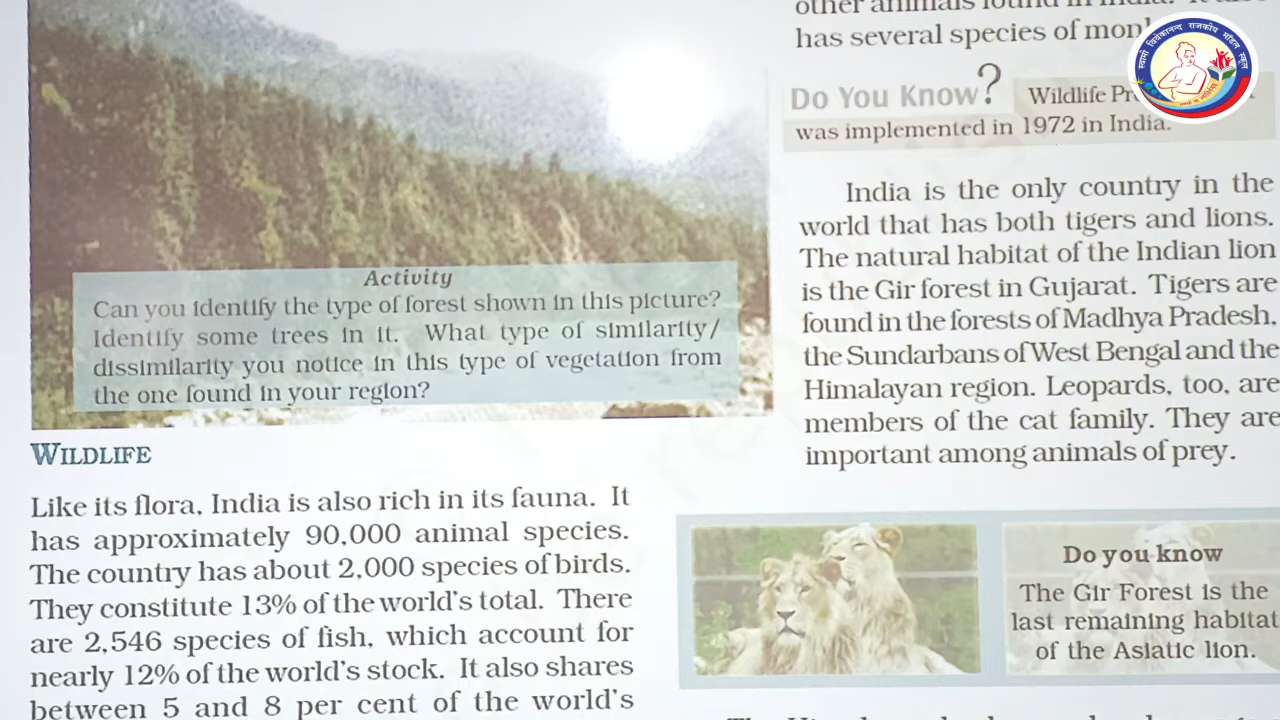 Activity
Can you identify the type of forest shown in this picture?
Identify some trees in it. What type of similarity/
dissimilarity you notice in this type of vegetation from
the one found in your region?
WILDLIFE
Like its flora, India is also rich in its fauna. It
has approximately 90,000 animal species.
The country has about 2,000 species of birds.
They constitute 13% of the world's total. There
are 2,546 species of fish, which account for
nearly 12% of the world's stock. It also shares
between 5 and 8 per cent of the world's
other animals found in India.
has several species of
Do You Know? Wildlife
was implemented in 1972 in India.
India is the only country in the
world that has both tigers and lions.
The natural habitat of the Indian lion
is the Gir forest in Gujarat. Tigers are
found in the forests of Madhya Pradesh,
the Sundarbans of West Bengal and the
Himalayan region. Leopards, too, are
members of the cat family. They are
important among animals of prey.
Do you know
The Gir Forest is the
last remaining habitat
of the Asiatic lion.
स्वामी विवेकानन्द राजकीय मॉडल स्कूल